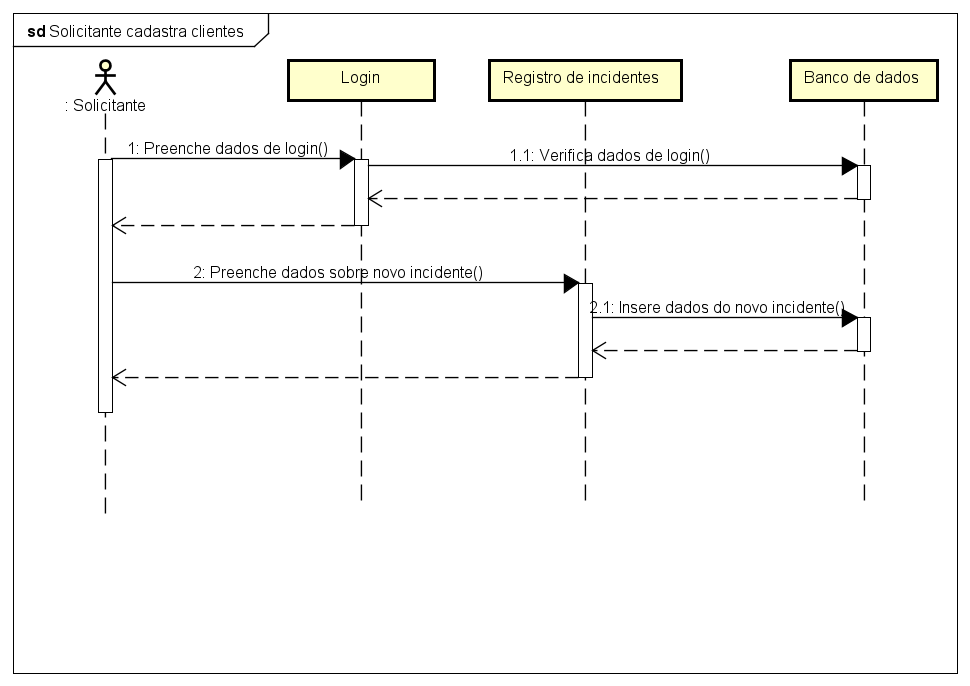 sd Solicitante cadastra clientes
: Solicitante
Login
Registro de incidentes
Banco de dados
1: Preenche dados de login()
1.1: Verifica dados de login()
2: Preenche dados sobre novo incidente()
2.1: Insere dados do novo incidente()